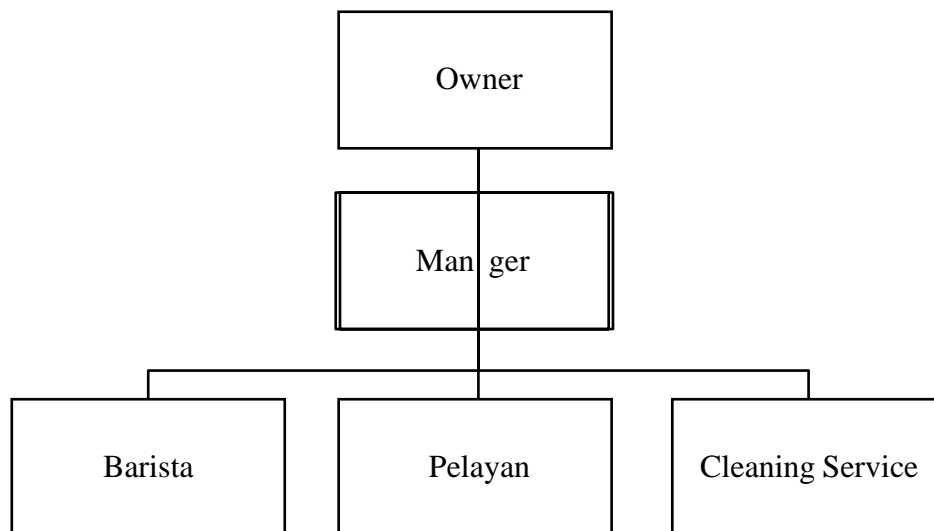 Owner
Manager
Barista
Pelayan
Cleaning Service